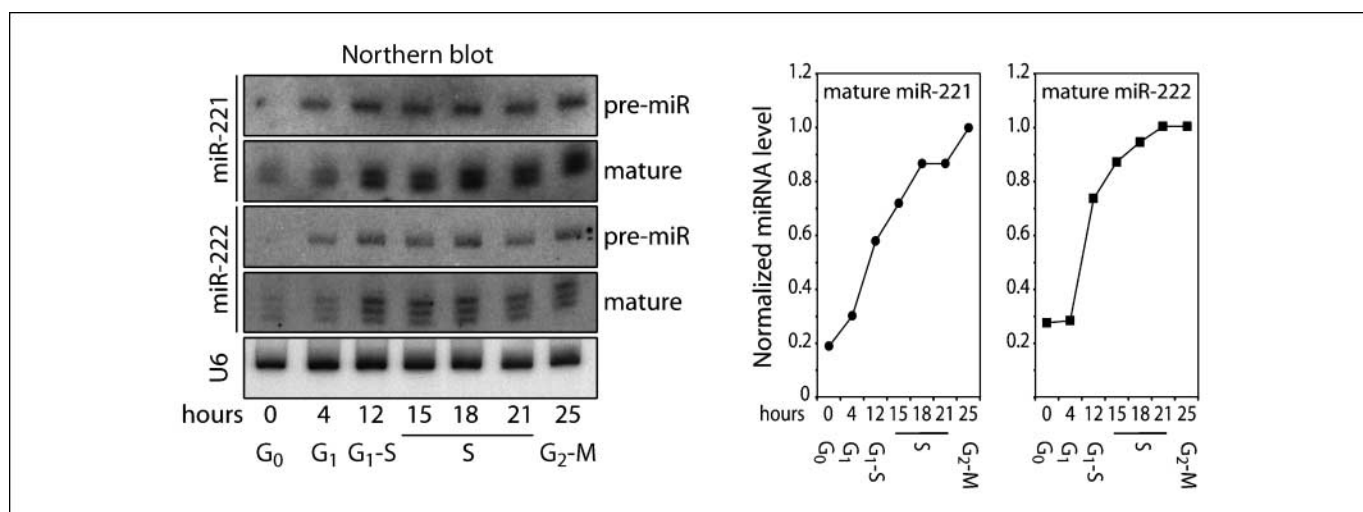 Northern blot
miR-221
pre-miR
mature
miR-222
pre-miR
mature
U6
hours 0 4 12 15 18 21 25
G₀ G₁ G₁-S S G₂-M
Normalized miRNA level
mature miR-221
1.2
1.0
0.8
0.6
0.4
0.2
0
hours 0 4 12 15 18 21 25
G₀ G₁ G₁-S S G₂-M
mature miR-222
1.2
1.0
0.8
0.6
0.4
0.2
0 4 12 15 18 21 25
G₀ G₁ G₁-S S G₂-M